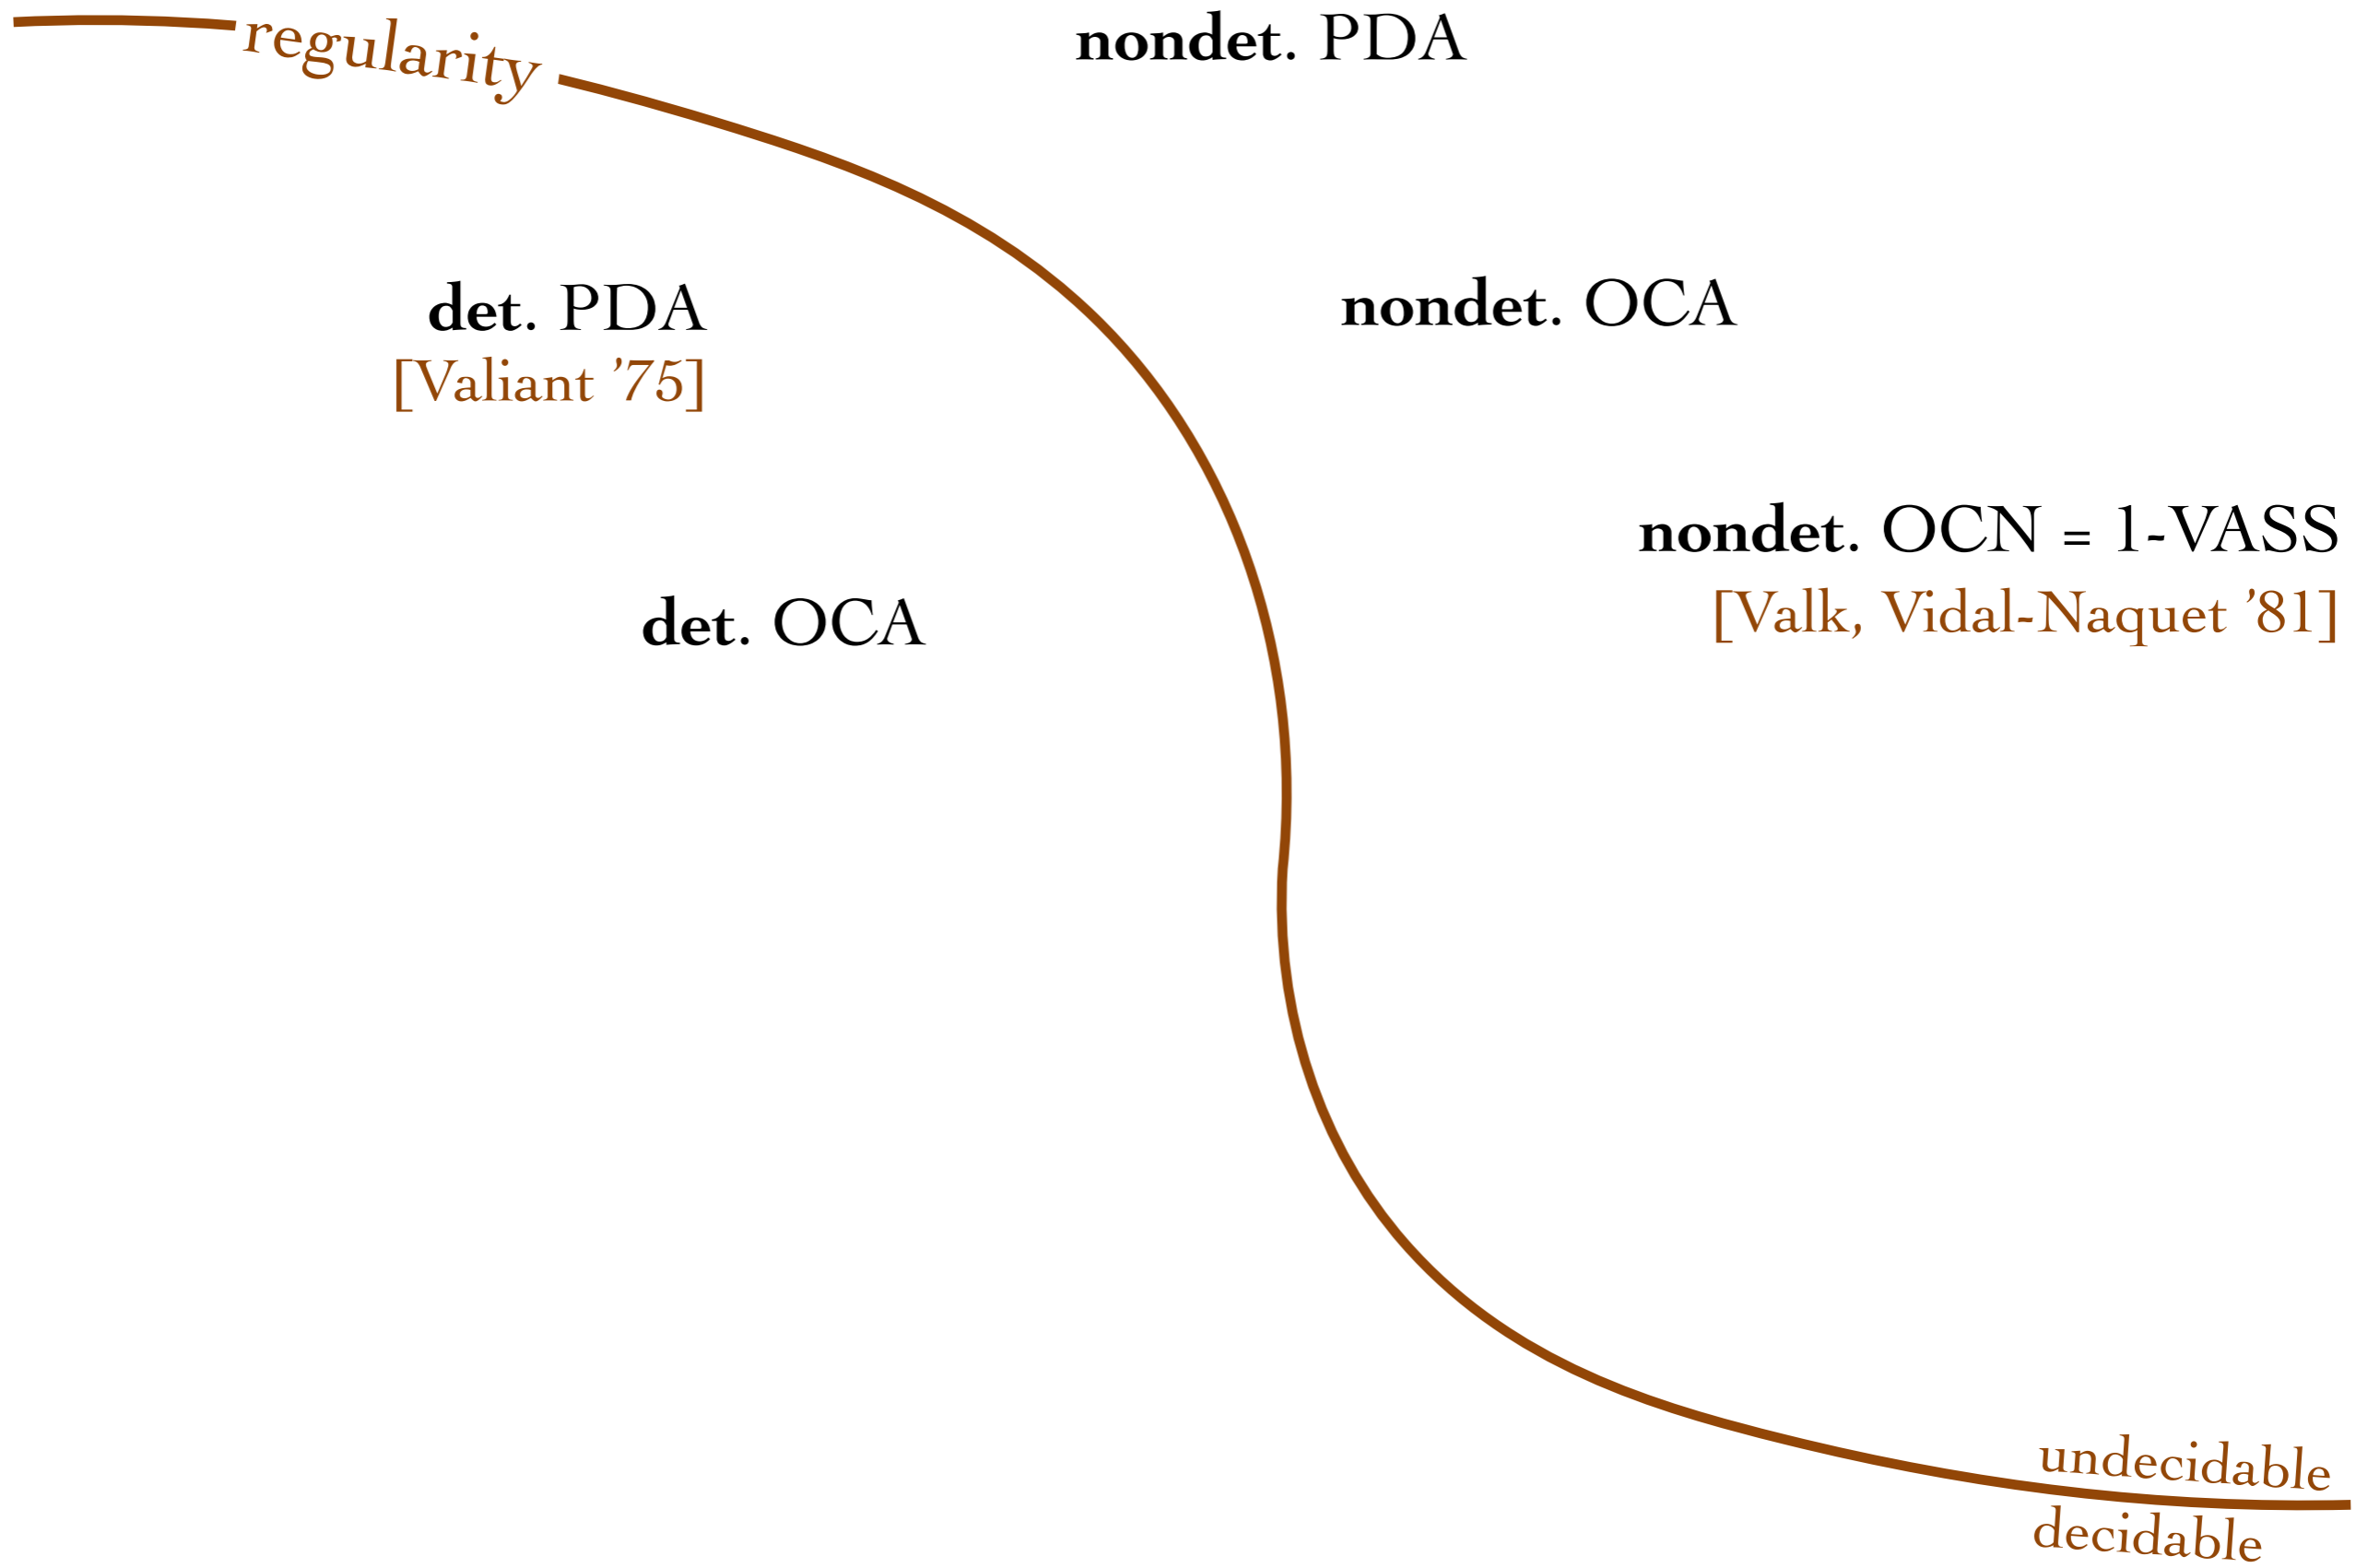 regularity
nondet. PDA
det. PDA
[Valiant ’75]
nondet. OCA
nondet. OCN = 1-VASS
[Valk, Vidal-Naquet ’81]
det. OCA
undecidable
decidable